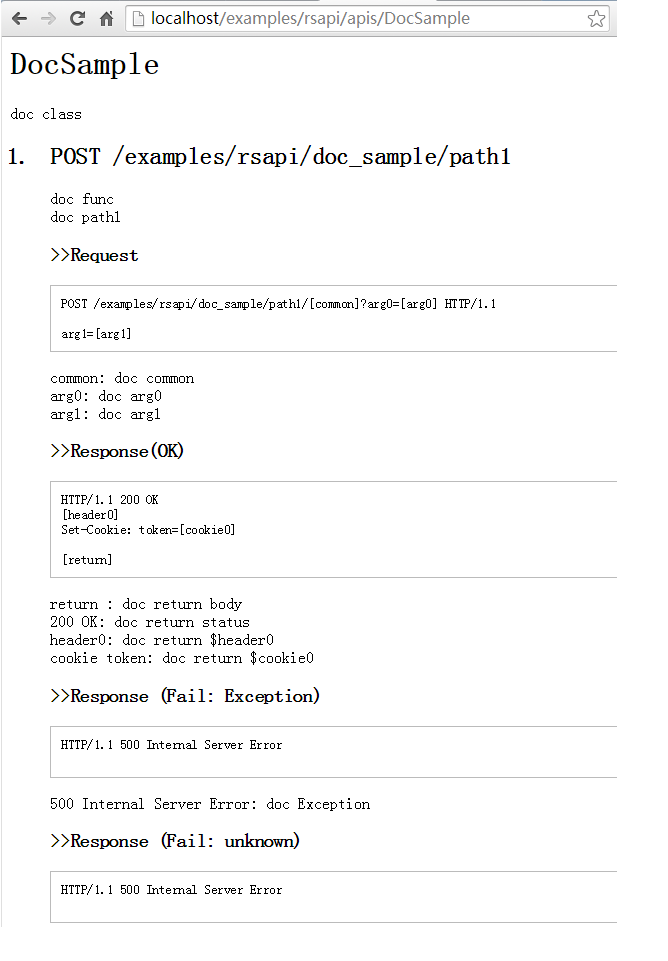 localhost/examples/rsapi/apis/DocSample
DocSample
doc class
1. POST /examples/rsapi/doc_sample/path1
doc func
doc path1
>>Request
POST /examples/rsapi/doc_sample/path1/[common]?arg0=[arg0] HTTP/1.1
arg1=[arg1]
common: doc common
arg0: doc arg0
arg1: doc arg1
>>Response(OK)
HTTP/1.1 200 OK
[header0]
Set-Cookie: token=[cookie0]
[return]
return : doc return body
200 OK: doc return status
header0: doc return $header0
cookie token: doc return $cookie0
>>Response (Fail: Exception)
HTTP/1.1 500 Internal Server Error
500 Internal Server Error: doc Exception
>>Response (Fail: unknown)
HTTP/1.1 500 Internal Server Error